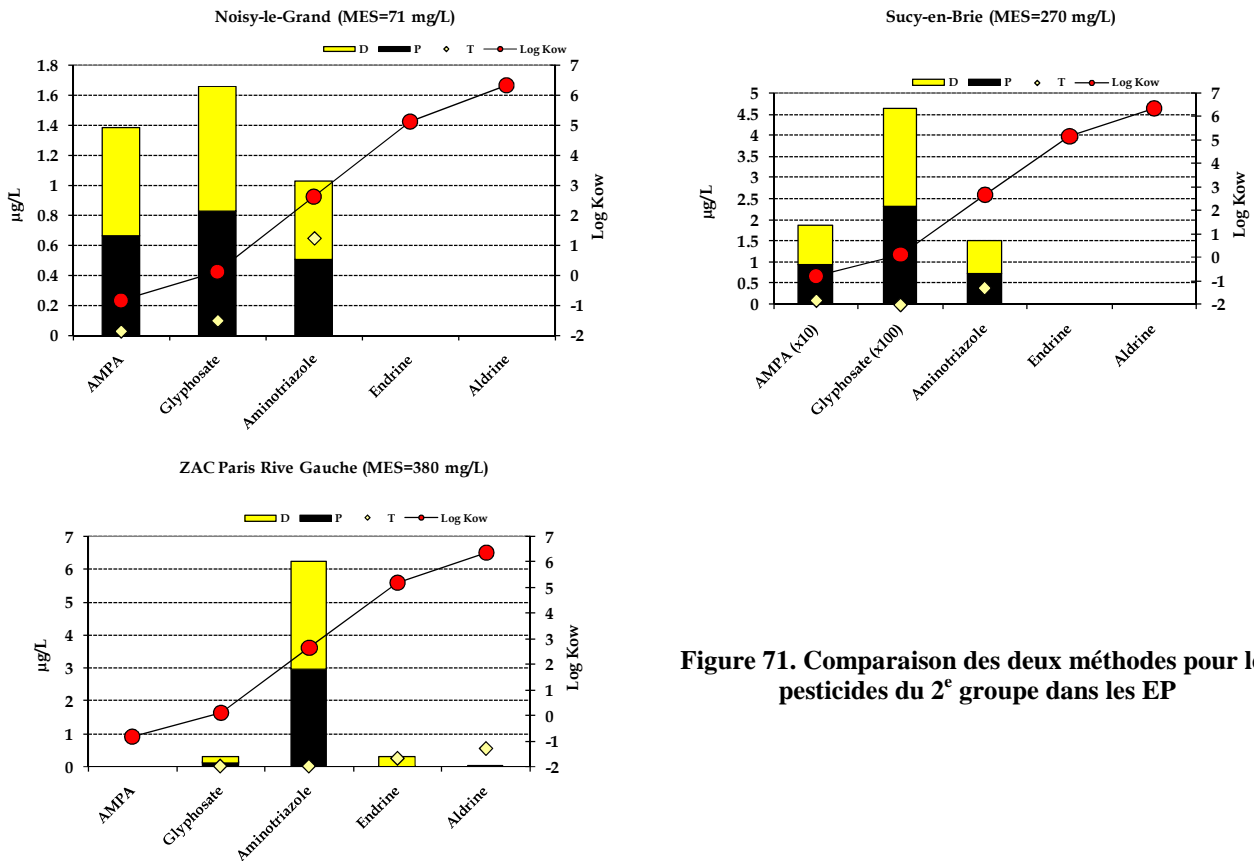 Noisy-le-Grand (MES=71 mg/L)
D P T Log Kow
1.8
1.6
1.4
1.2
1
0.8
0.6
0.4
0.2
0
µg/L
7
6
5
4
3
2
1
0
-1
-2
Log Kow
AMPA
Glyphosate
Aminotriazole
Endrine
Aldrine
Sucy-en-Brie (MES=270 mg/L)
D P T Log Kow
5
4.5
4
3.5
3
2.5
2
1.5
1
0.5
0
µg/L
7
6
5
4
3
2
1
0
-1
-2
Log Kow
AMPA (x10)
Glyphosate (x100)
Aminotriazole
Endrine
Aldrine
ZAC Paris Rive Gauche (MES=380 mg/L)
D P T Log Kow
7
6
5
4
3
2
1
0
µg/L
7
6
5
4
3
2
1
0
-1
-2
Log Kow
AMPA
Glyphosate
Aminotriazole
Endrine
Aldrine
Figure 71. Comparaison des deux méthodes pour
pesticides du 2e groupe dans les EP